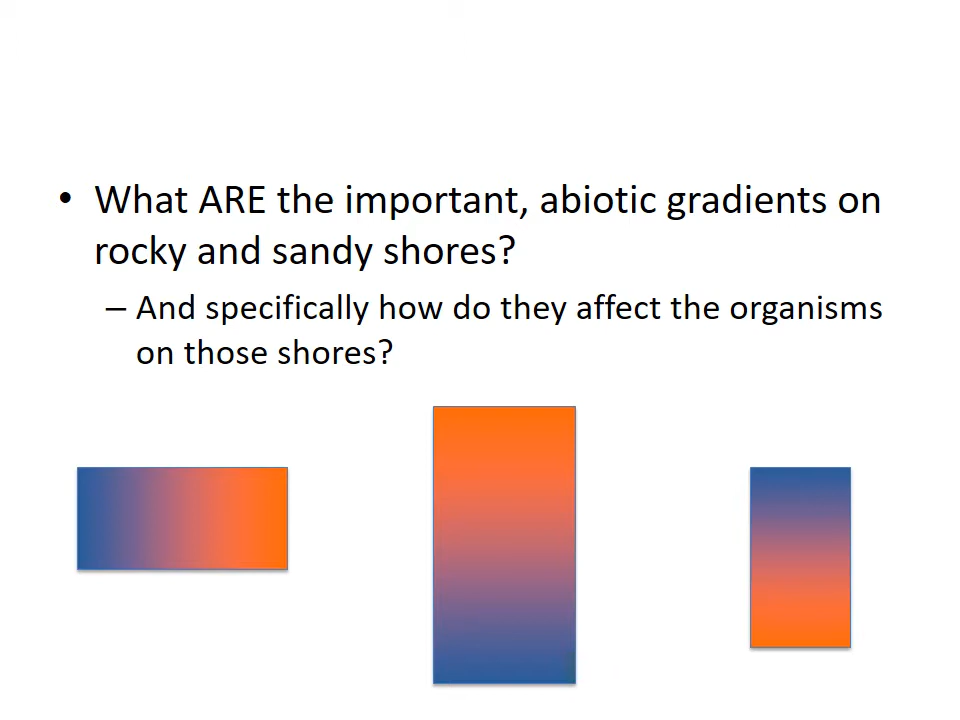 • What ARE the important, abiotic gradients on
rocky and sandy shores?
– And specifically how do they affect the organisms
on those shores?